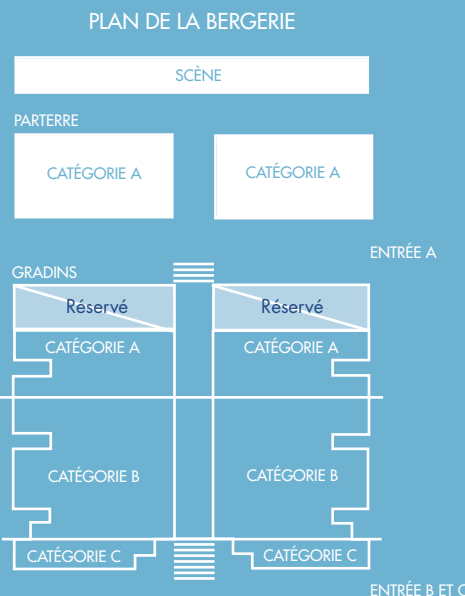 PLAN DE LA BERGERIE
SCÈNE
PARTERRE
CATÉGORIE A
CATÉGORIE A
ENTRÉE A
GRADINS
Réservé
Réservé
CATÉGORIE A
CATÉGORIE A
CATÉGORIE B
CATÉGORIE B
CATÉGORIE C
CATÉGORIE C
ENTRÉE B ET C